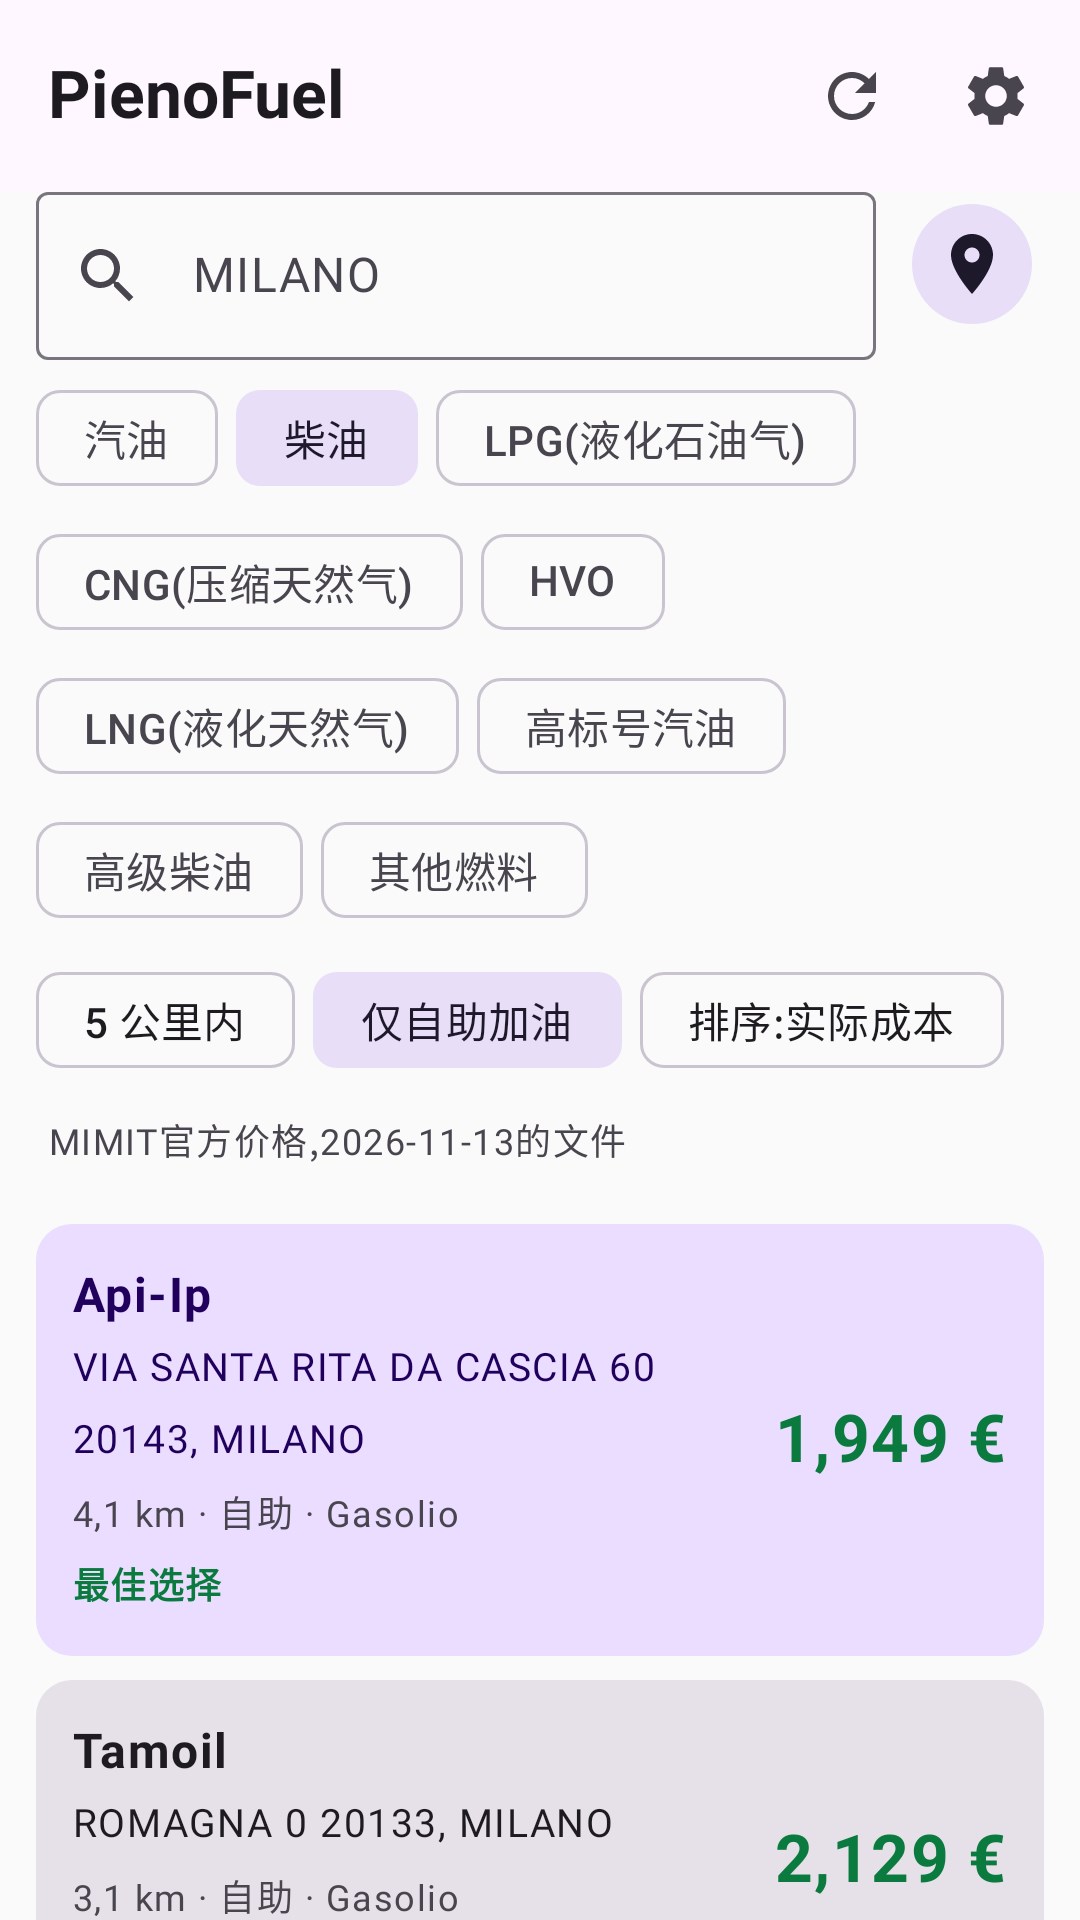 PienoFuel
MILANO
汽油
柴油
LPG(液化石油气)
CNG(压缩天然气)
HVO
LNG(液化天然气)
高标号汽油
高级柴油
其他燃料
5 公里内
仅自助加油
排序:实际成本
MIMIT官方价格,2026-11-13的文件
Api-Ip
VIA SANTA RITA DA CASCIA 60
20143, MILANO
1,949 €
4,1 km · 自助 · Gasolio
最佳选择
Tamoil
ROMAGNA 0 20133, MILANO
2,129 €
3,1 km · 自助 · Gasolio